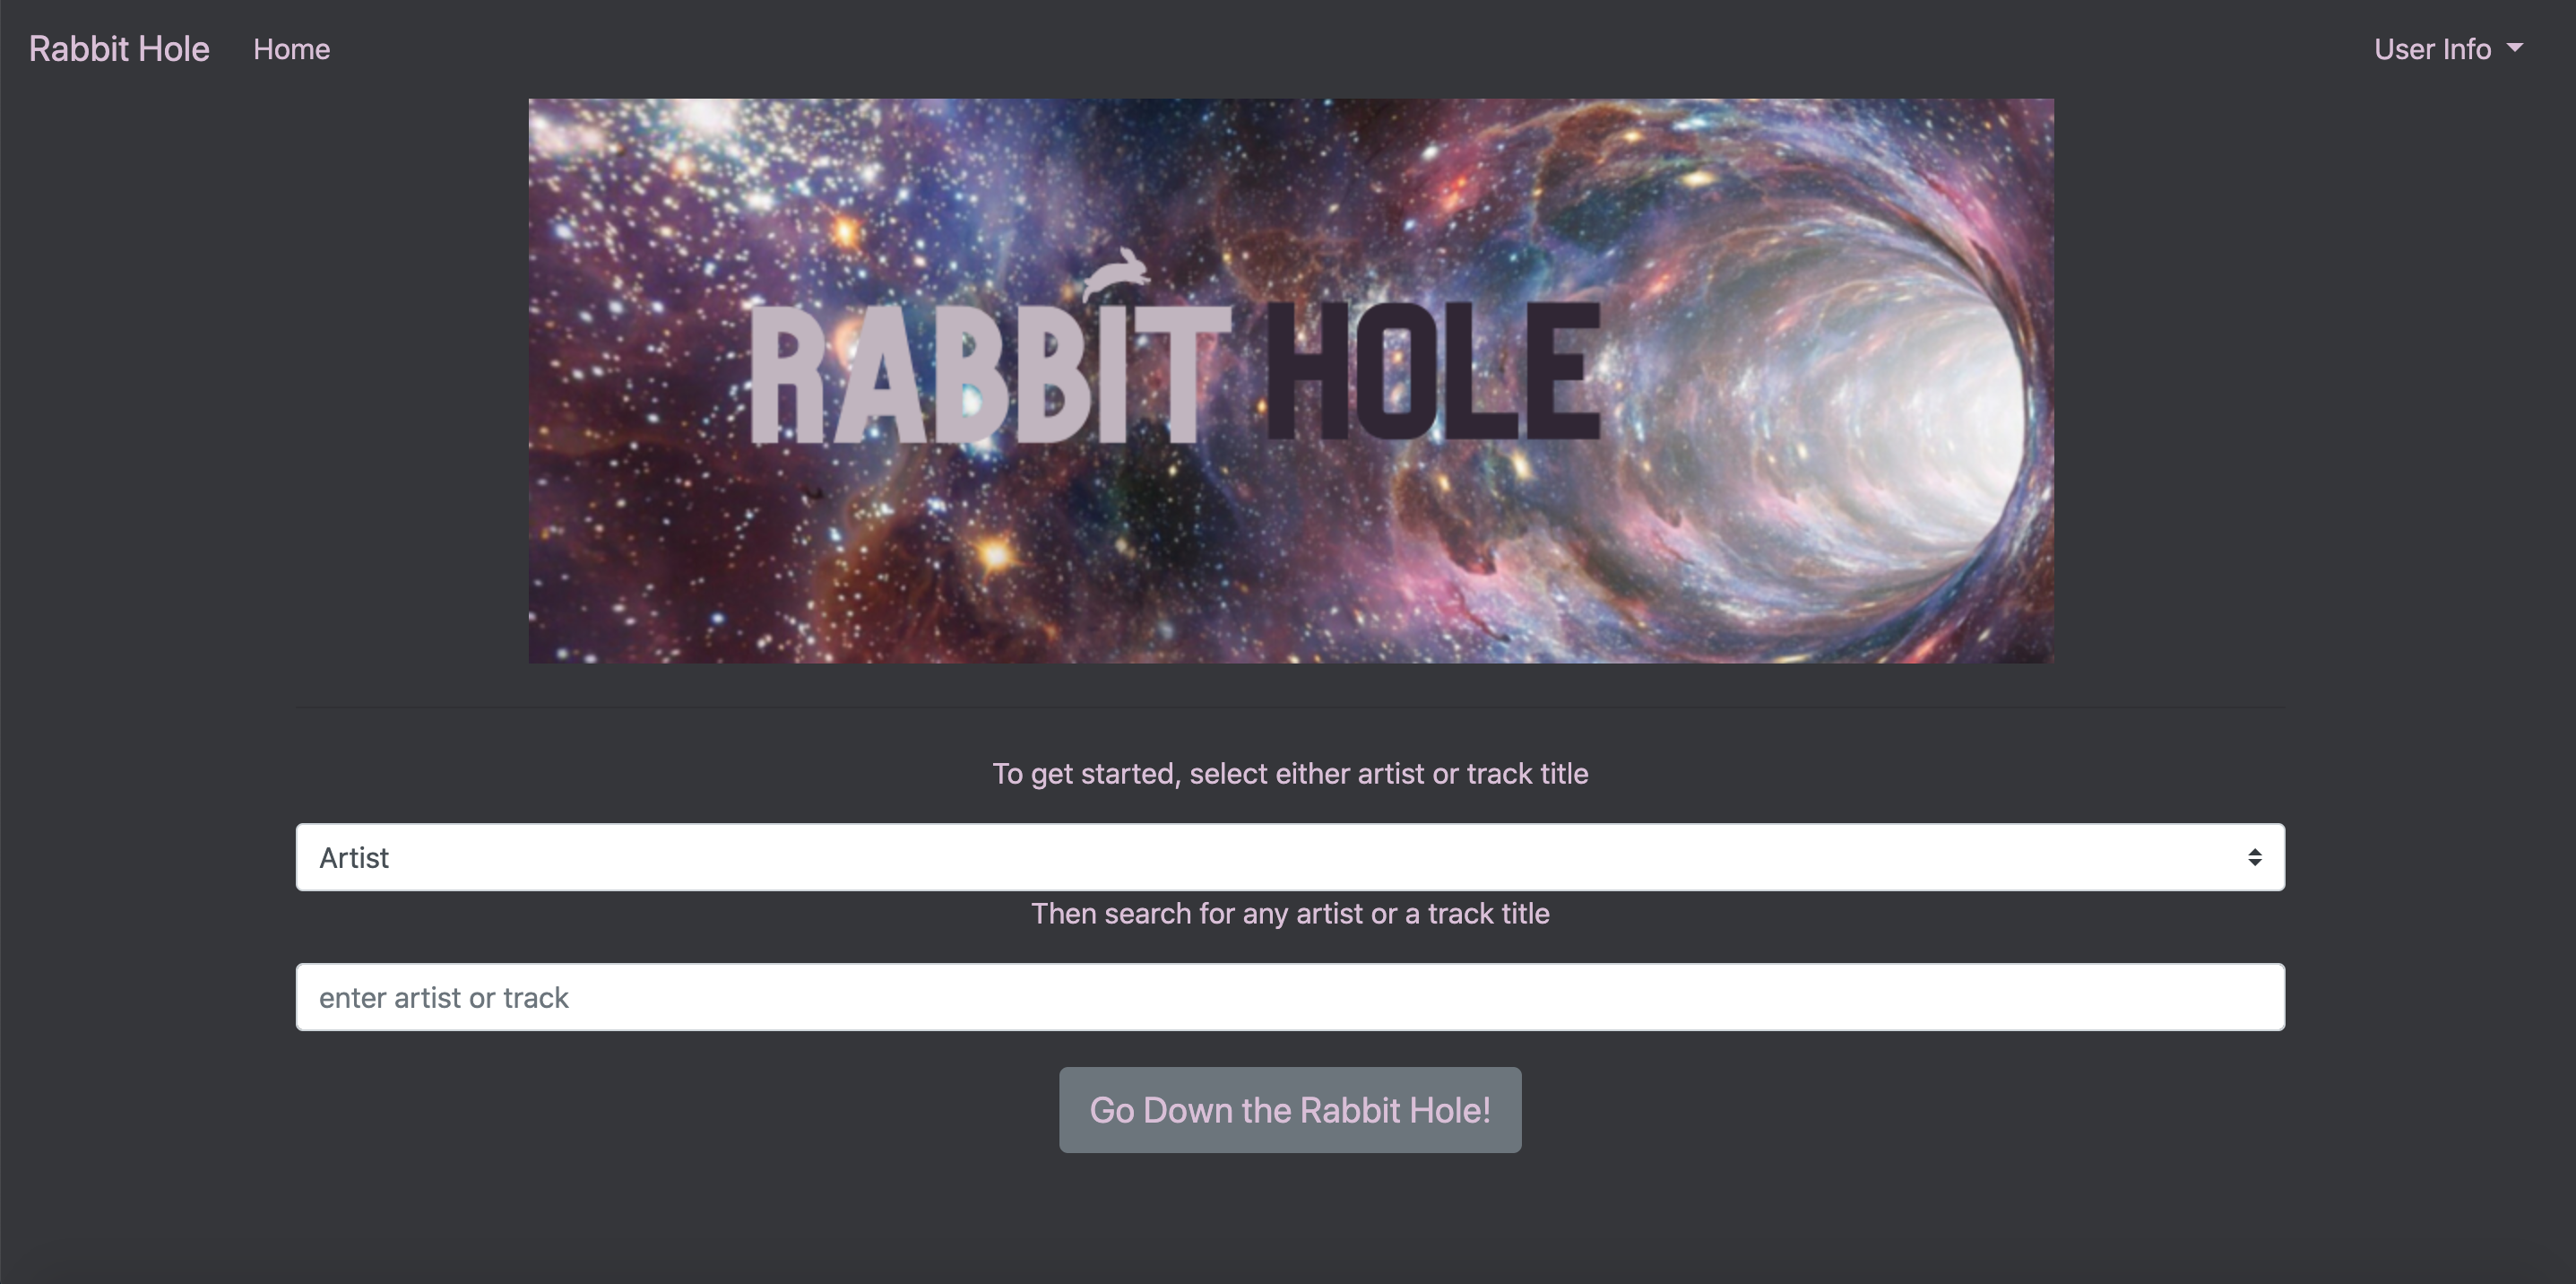 Rabbit Hole Home User Info
RABBIT HOLE
To get started, select either artist or track title
Artist
Then search for any artist or a track title
enter artist or track
Go Down the Rabbit Hole!